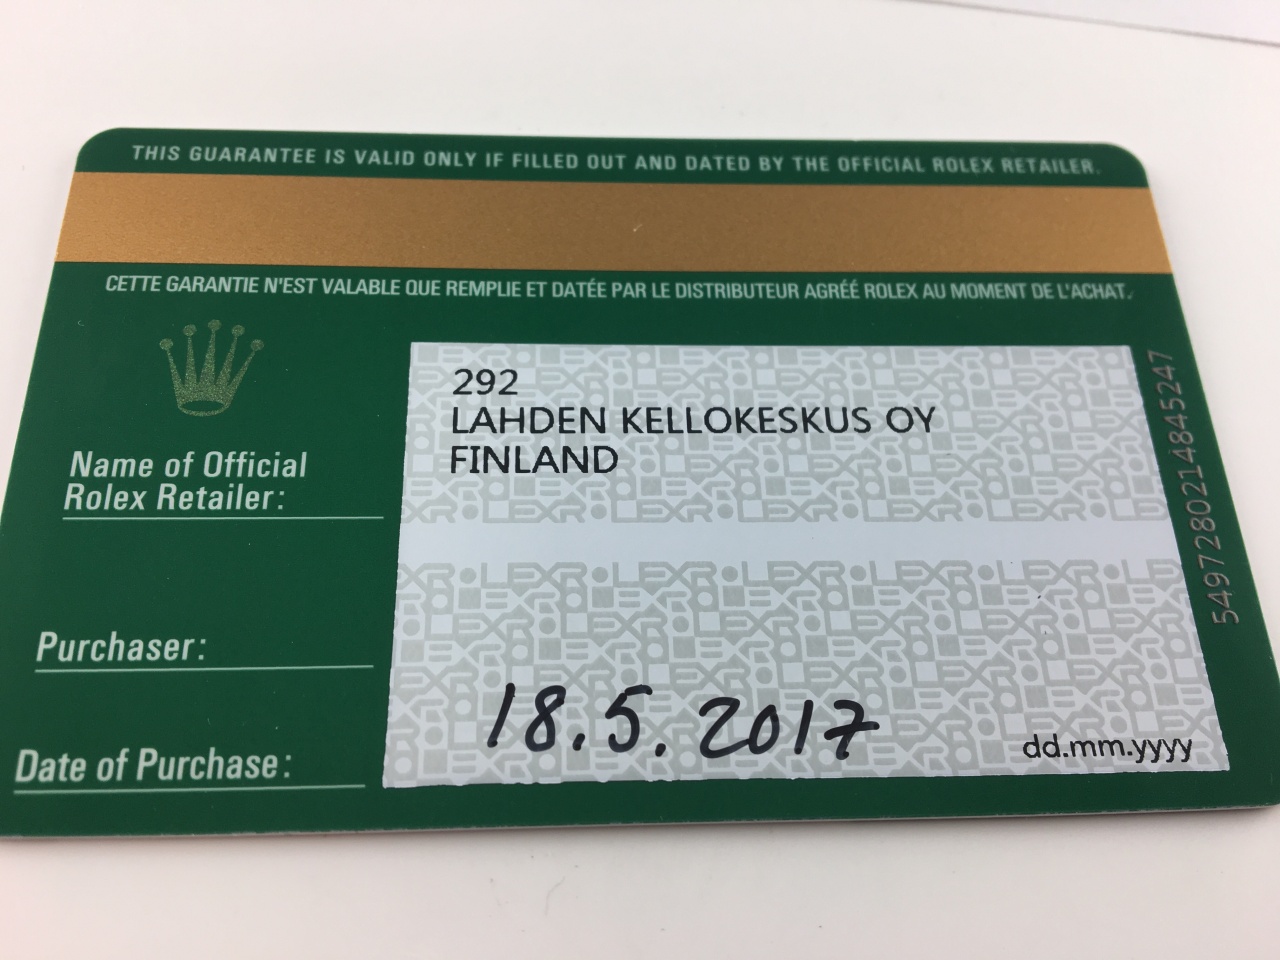 THIS GUARANTEE IS VALID ONLY IF FILLED OUT AND DATED BY THE OFFICIAL ROLEX RETAILER.
CETTE GARANTIE N'EST VALABLE QUE REMPLIE ET DATÉE PAR LE DISTRIBUTEUR AGRÉÉ ROLEX AU MOMENT DE L'ACHAT.
292
LAHDEN KELLOKESKUS OY
FINLAND
Name of Official
Rolex Retailer:
Purchaser:
Date of Purchase:
18.5.2017
dd.mm.yyyy
5497280214845247